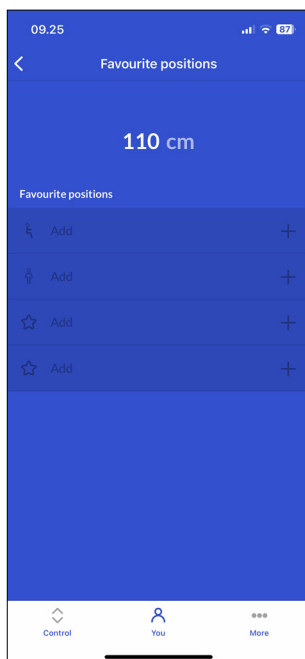 09.25
87
Favourite positions
110 cm
Favourite positions
Add
Add
Add
Add
Control
You
More